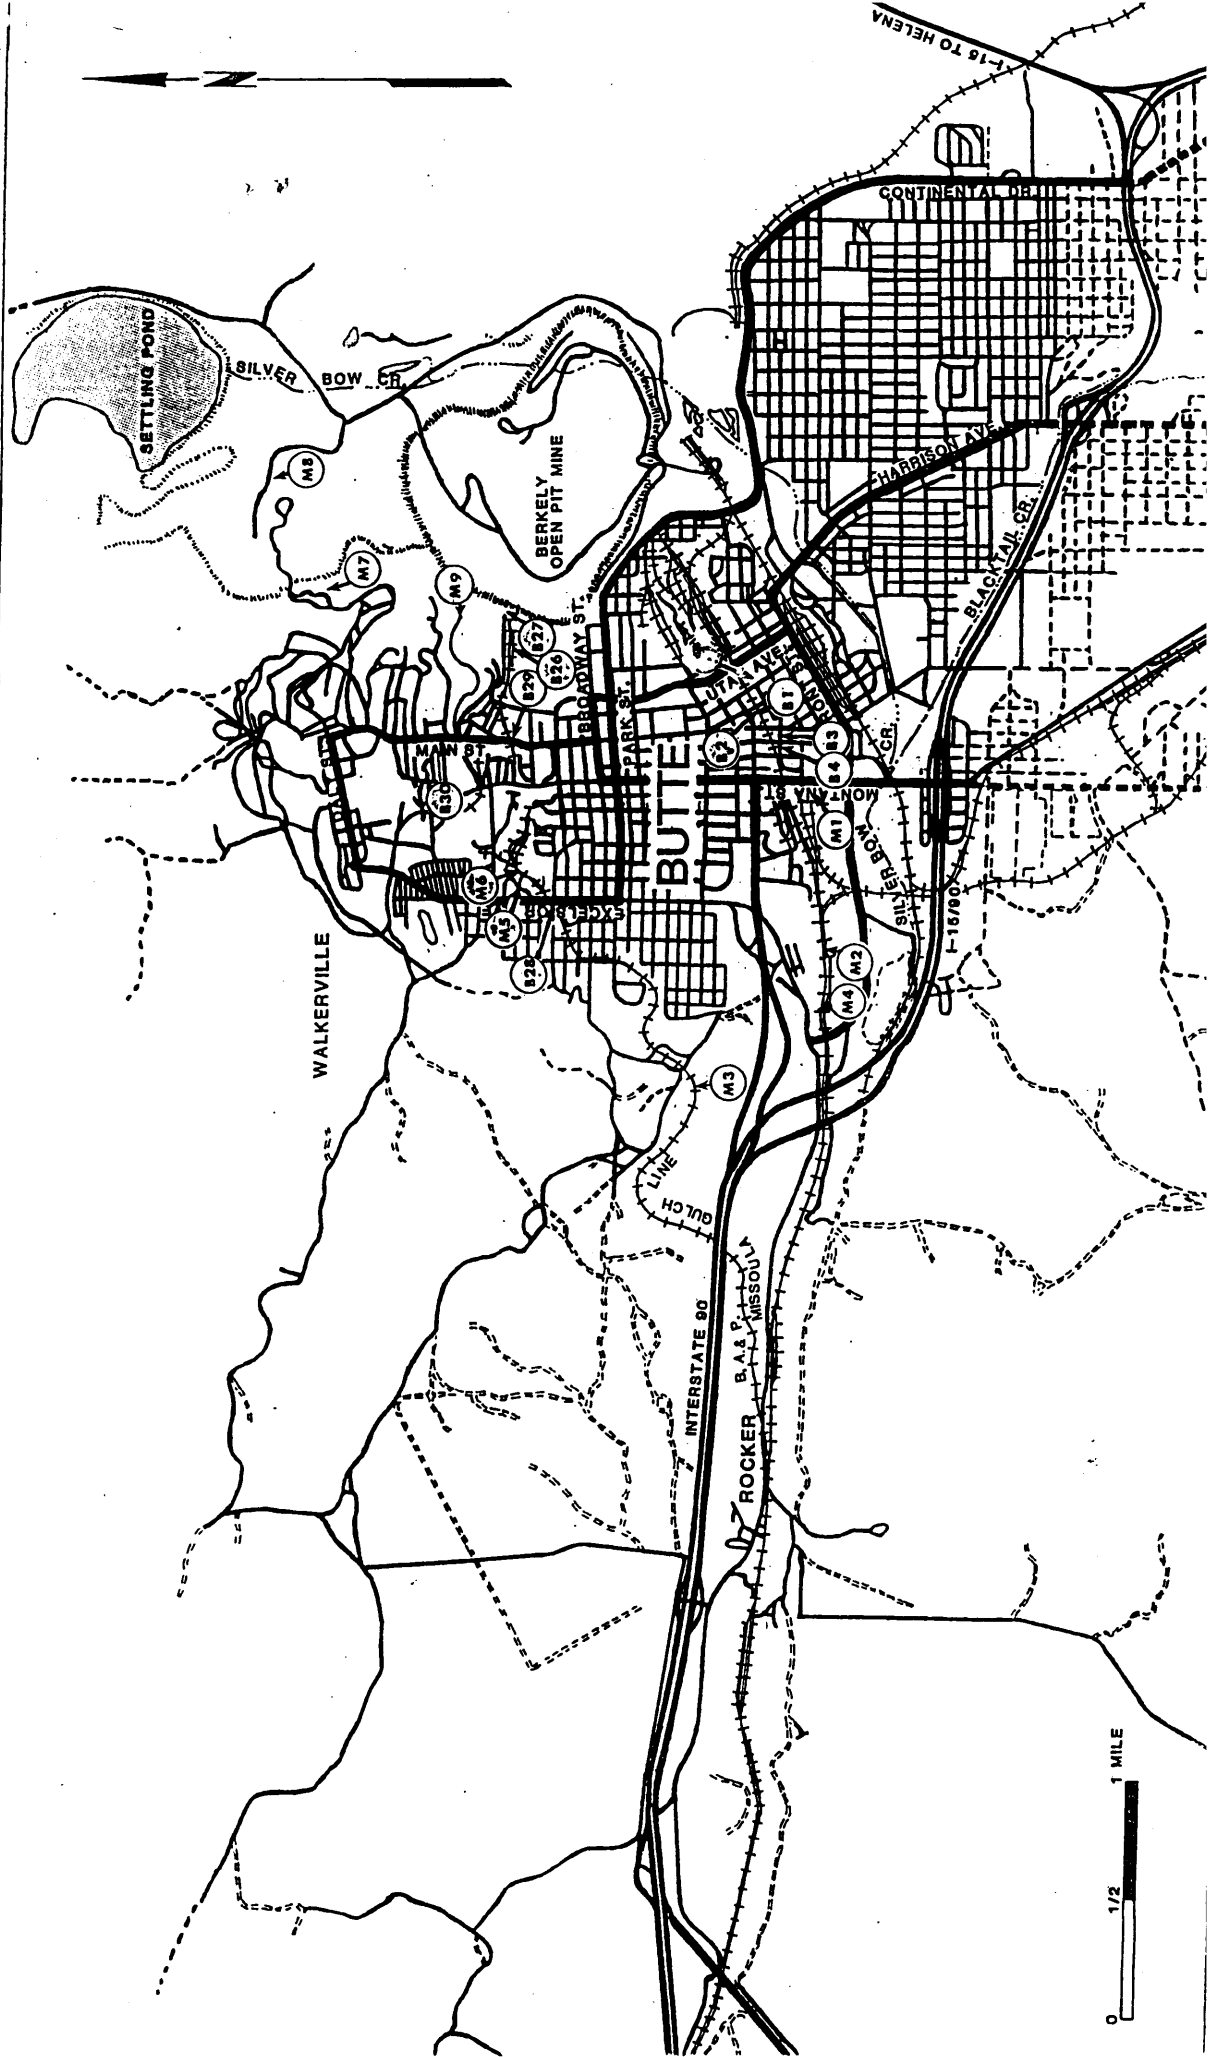 N
I-15 TO HELENA
CONTINENTAL DR.
SETTLING POND
SILVER BOW CR.
M8
BERKELY
OPEN PIT MINE
HARRISON AVE.
M7
M9
BLACKTAIL CR.
B27
B26
B29
BROADWAY ST.
PARK ST.
UTAH AVE.
B1
FRONT ST.
MAIN ST.
B2
B3
B4
B30
BUTTE
MONTANA ST.
M1
SILVER BOW CR.
M6
EXCELSIOR
M5
B28
I-15/90
WALKERVILLE
M2
M4
M3
LINE
GULCH
MISSOULA
B.A.& P.
INTERSTATE 90
ROCKER
0 1/2 1 MILE